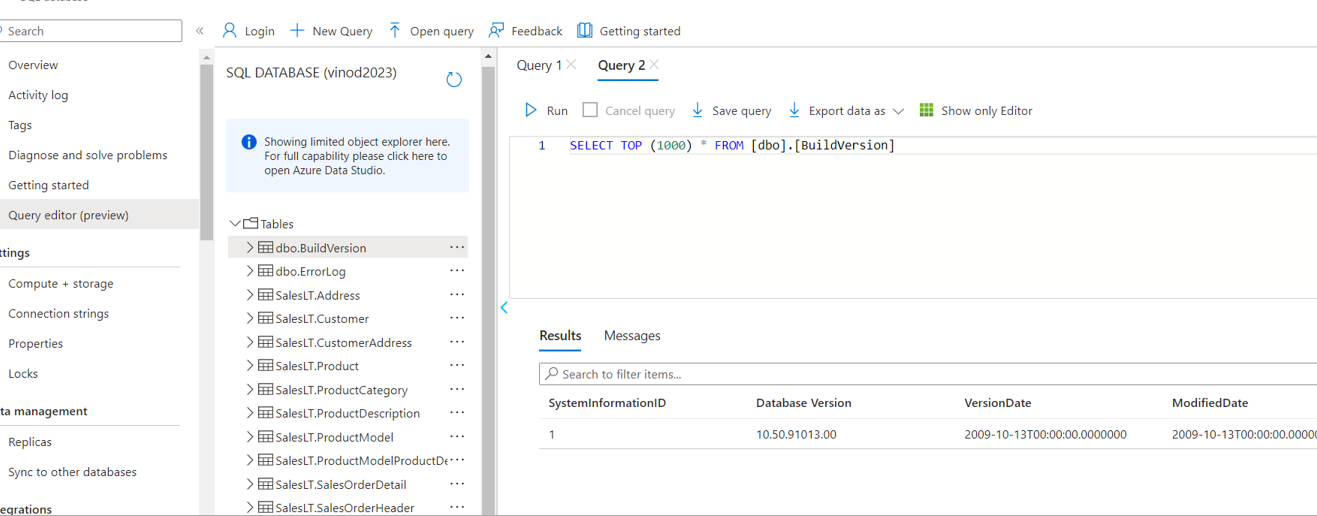 Search
«
Login
New Query
Open query
Feedback
Getting started
Overview
Activity log
Tags
Diagnose and solve problems
Getting started
Query editor (preview)
ttings
Compute + storage
Connection strings
Properties
Locks
ta management
Replicas
Sync to other databases
egrations
SQL DATABASE (vinod2023)
Showing limited object explorer here.
For full capability please click here to
open Azure Data Studio.
Tables
dbo.BuildVersion
dbo.ErrorLog
SalesLT.Address
SalesLT.Customer
SalesLT.CustomerAddress
SalesLT.Product
SalesLT.ProductCategory
SalesLT.ProductDescription
SalesLT.ProductModel
SalesLT.ProductModelProductDe
SalesLT.SalesOrderDetail
SalesLT.SalesOrderHeader
Query 1
Query 2
Run
Cancel query
Save query
Export data as
Show only Editor
1 SELECT TOP (1000) * FROM [dbo].[BuildVersion]
Results Messages
Search to filter items...
SystemInformationID Database Version VersionDate ModifiedDate
1 10.50.91013.00 2009-10-13T00:00:00.0000000 2009-10-13T00:00:00.00000